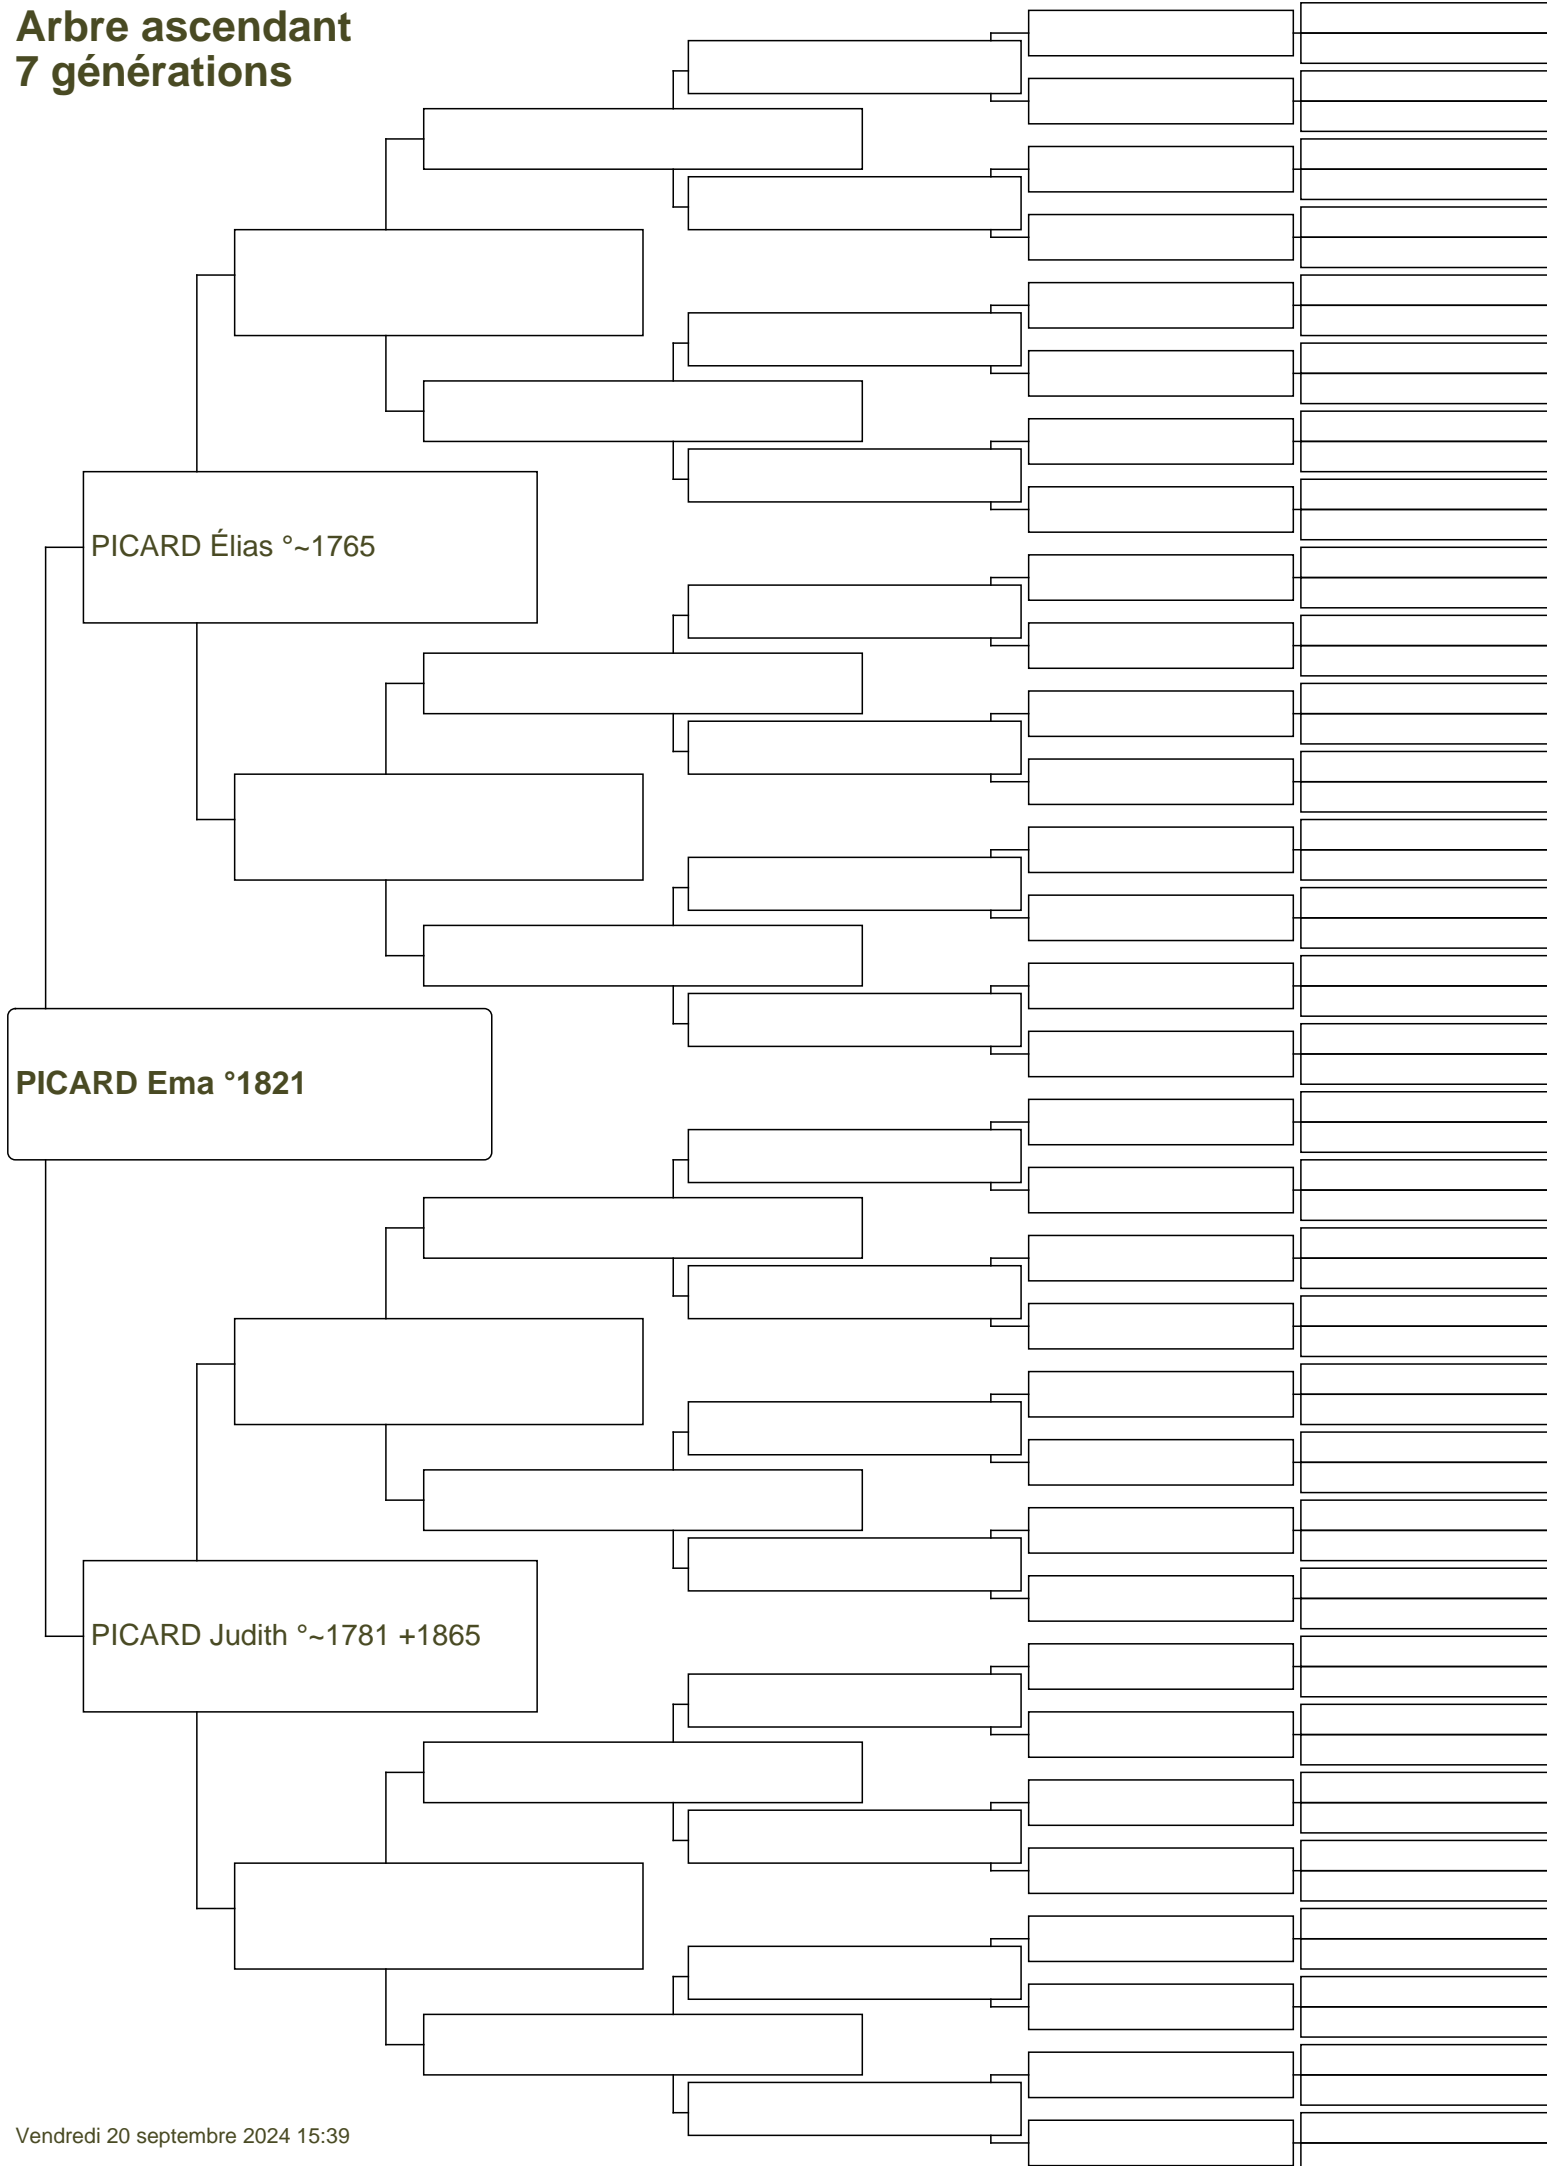 Arbre ascendant
7 générations
PICARD Élias °~1765
PICARD Ema °1821
PICARD Judith °~1781 +1865
Vendredi 20 septembre 2024 15:39